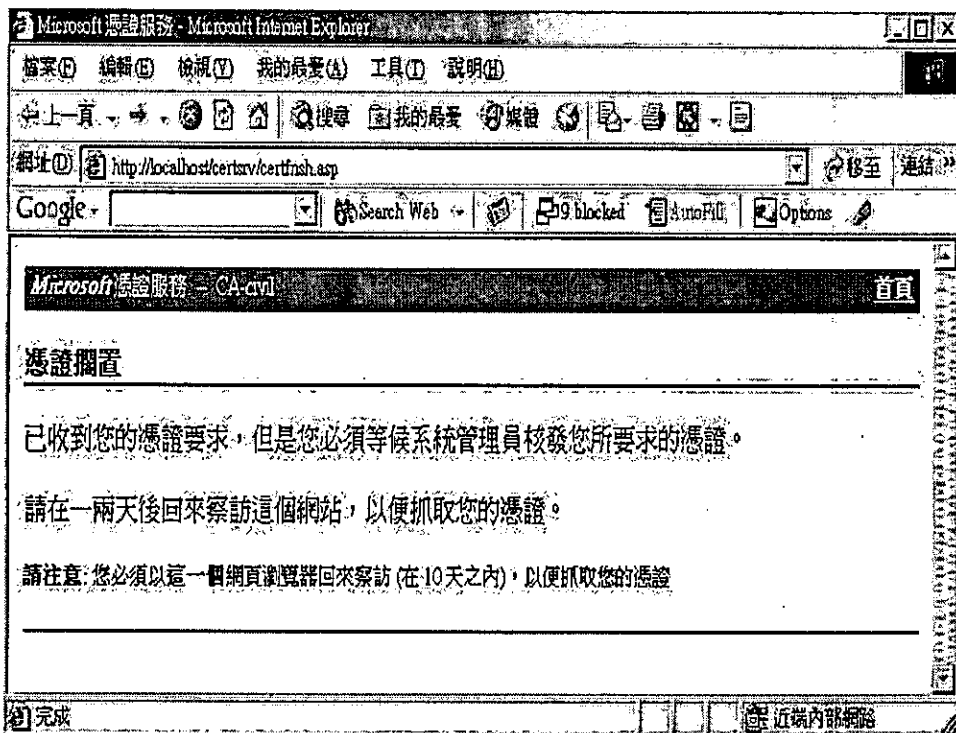 Microsoft 憑證服務 - Microsoft Internet Explorer
檔案(F) 編輯(E) 檢視(V) 我的最愛(A) 工具(T) 說明(H)
上一頁 搜尋 我的最愛 媒體
網址(D) http://localhost/certsrv/certfnsh.asp 移至 連結 »
Google Search Web 9 blocked AutoFill Options
Microsoft 憑證服務 -- CA-civil 首頁
憑證擱置
已收到您的憑證要求，但是您必須等候系統管理員核發您所要求的憑證。
請在一兩天後回來察訪這個網站，以便抓取您的憑證。
請注意: 您必須以這一個網頁瀏覽器回來察訪 (在 10 天之內)，以便抓取您的憑證
完成 近端內部網路